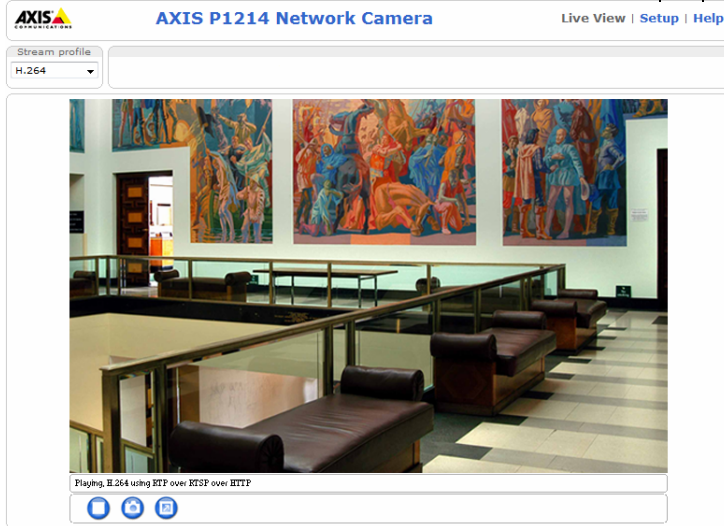 AXIS
COMMUNICATIONS
AXIS P1214 Network Camera
Live View | Setup | Help
Stream profile
H.264
Playing, H.264 using RTP over RTSP over HTTP